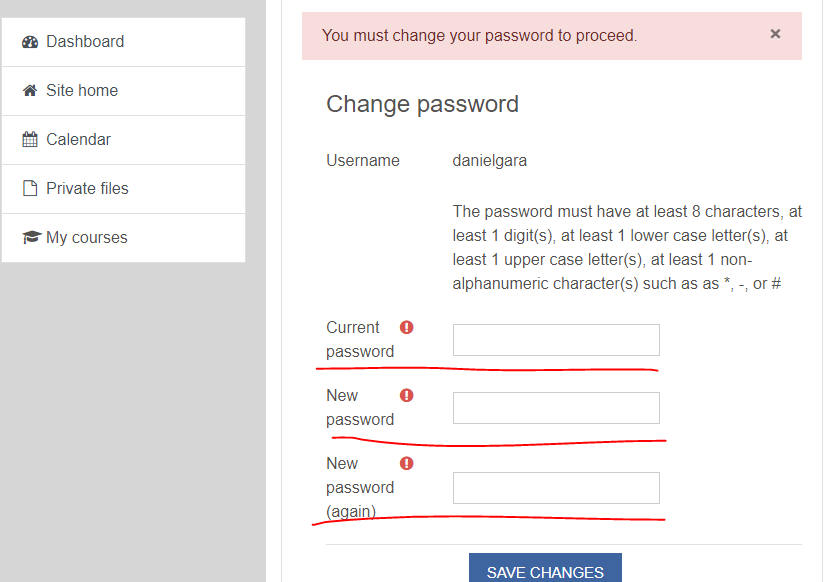 Dashboard
Site home
Calendar
Private files
My courses
You must change your password to proceed. ×
Change password
Username danielgara
The password must have at least 8 characters, at
least 1 digit(s), at least 1 lower case letter(s), at
least 1 upper case letter(s), at least 1 non-
alphanumeric character(s) such as as *, -, or #
Current
password
New
password
New
password
(again)
SAVE CHANGES